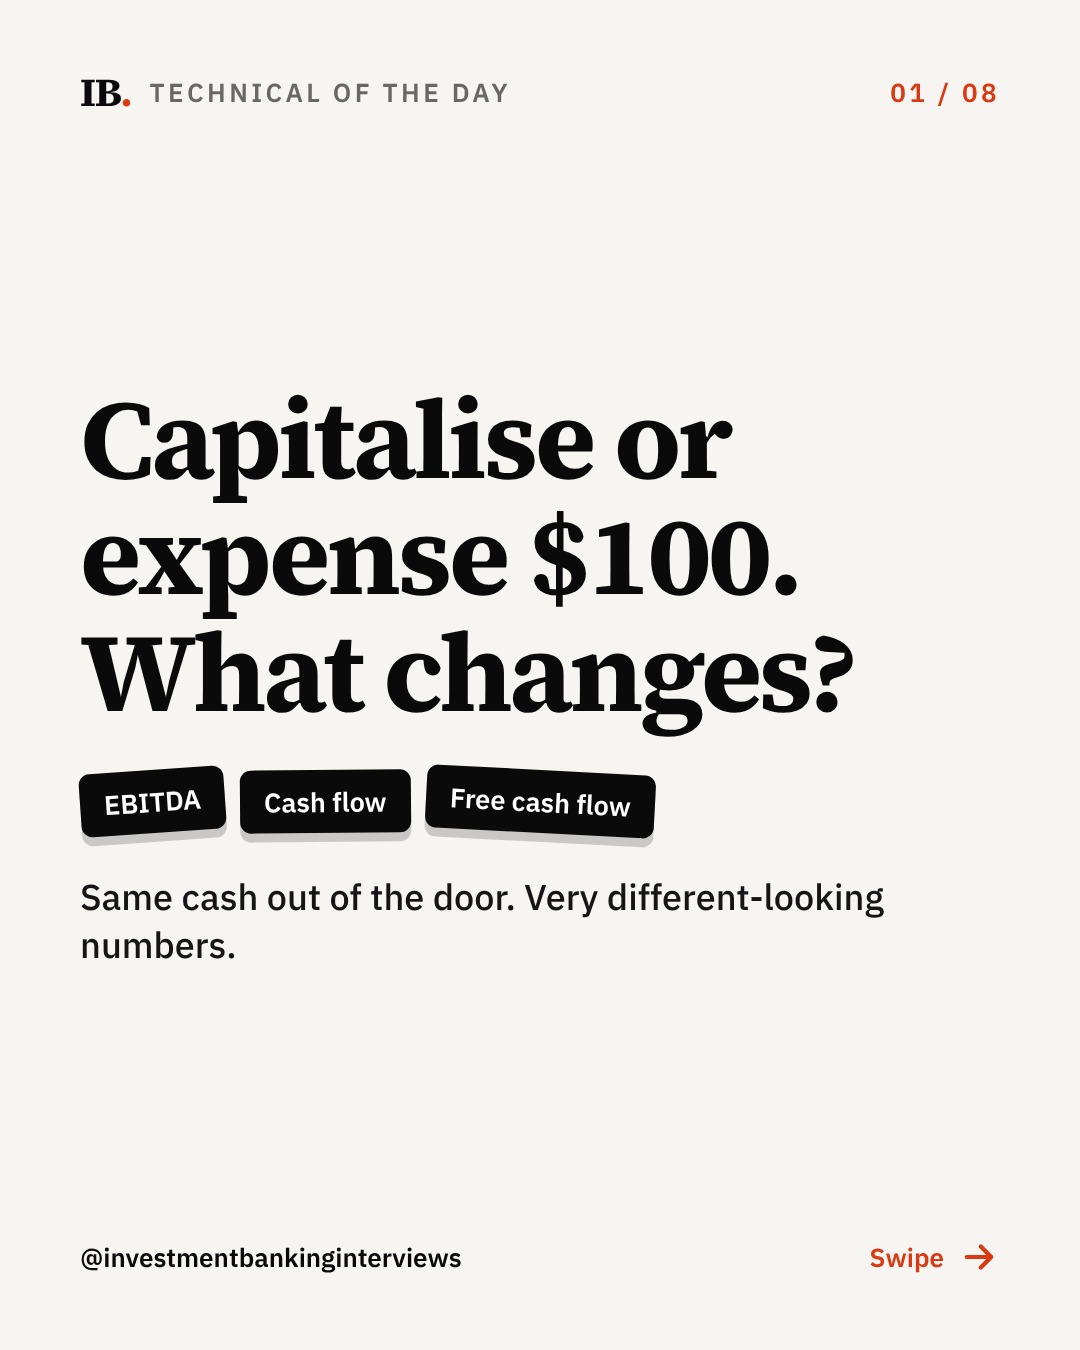 IB. TECHNICAL OF THE DAY
01 / 08
Capitalise or
expense $100.
What changes?
EBITDA
Cash flow
Free cash flow
Same cash out of the door. Very different-looking
numbers.
@investmentbankinginterviews
Swipe →